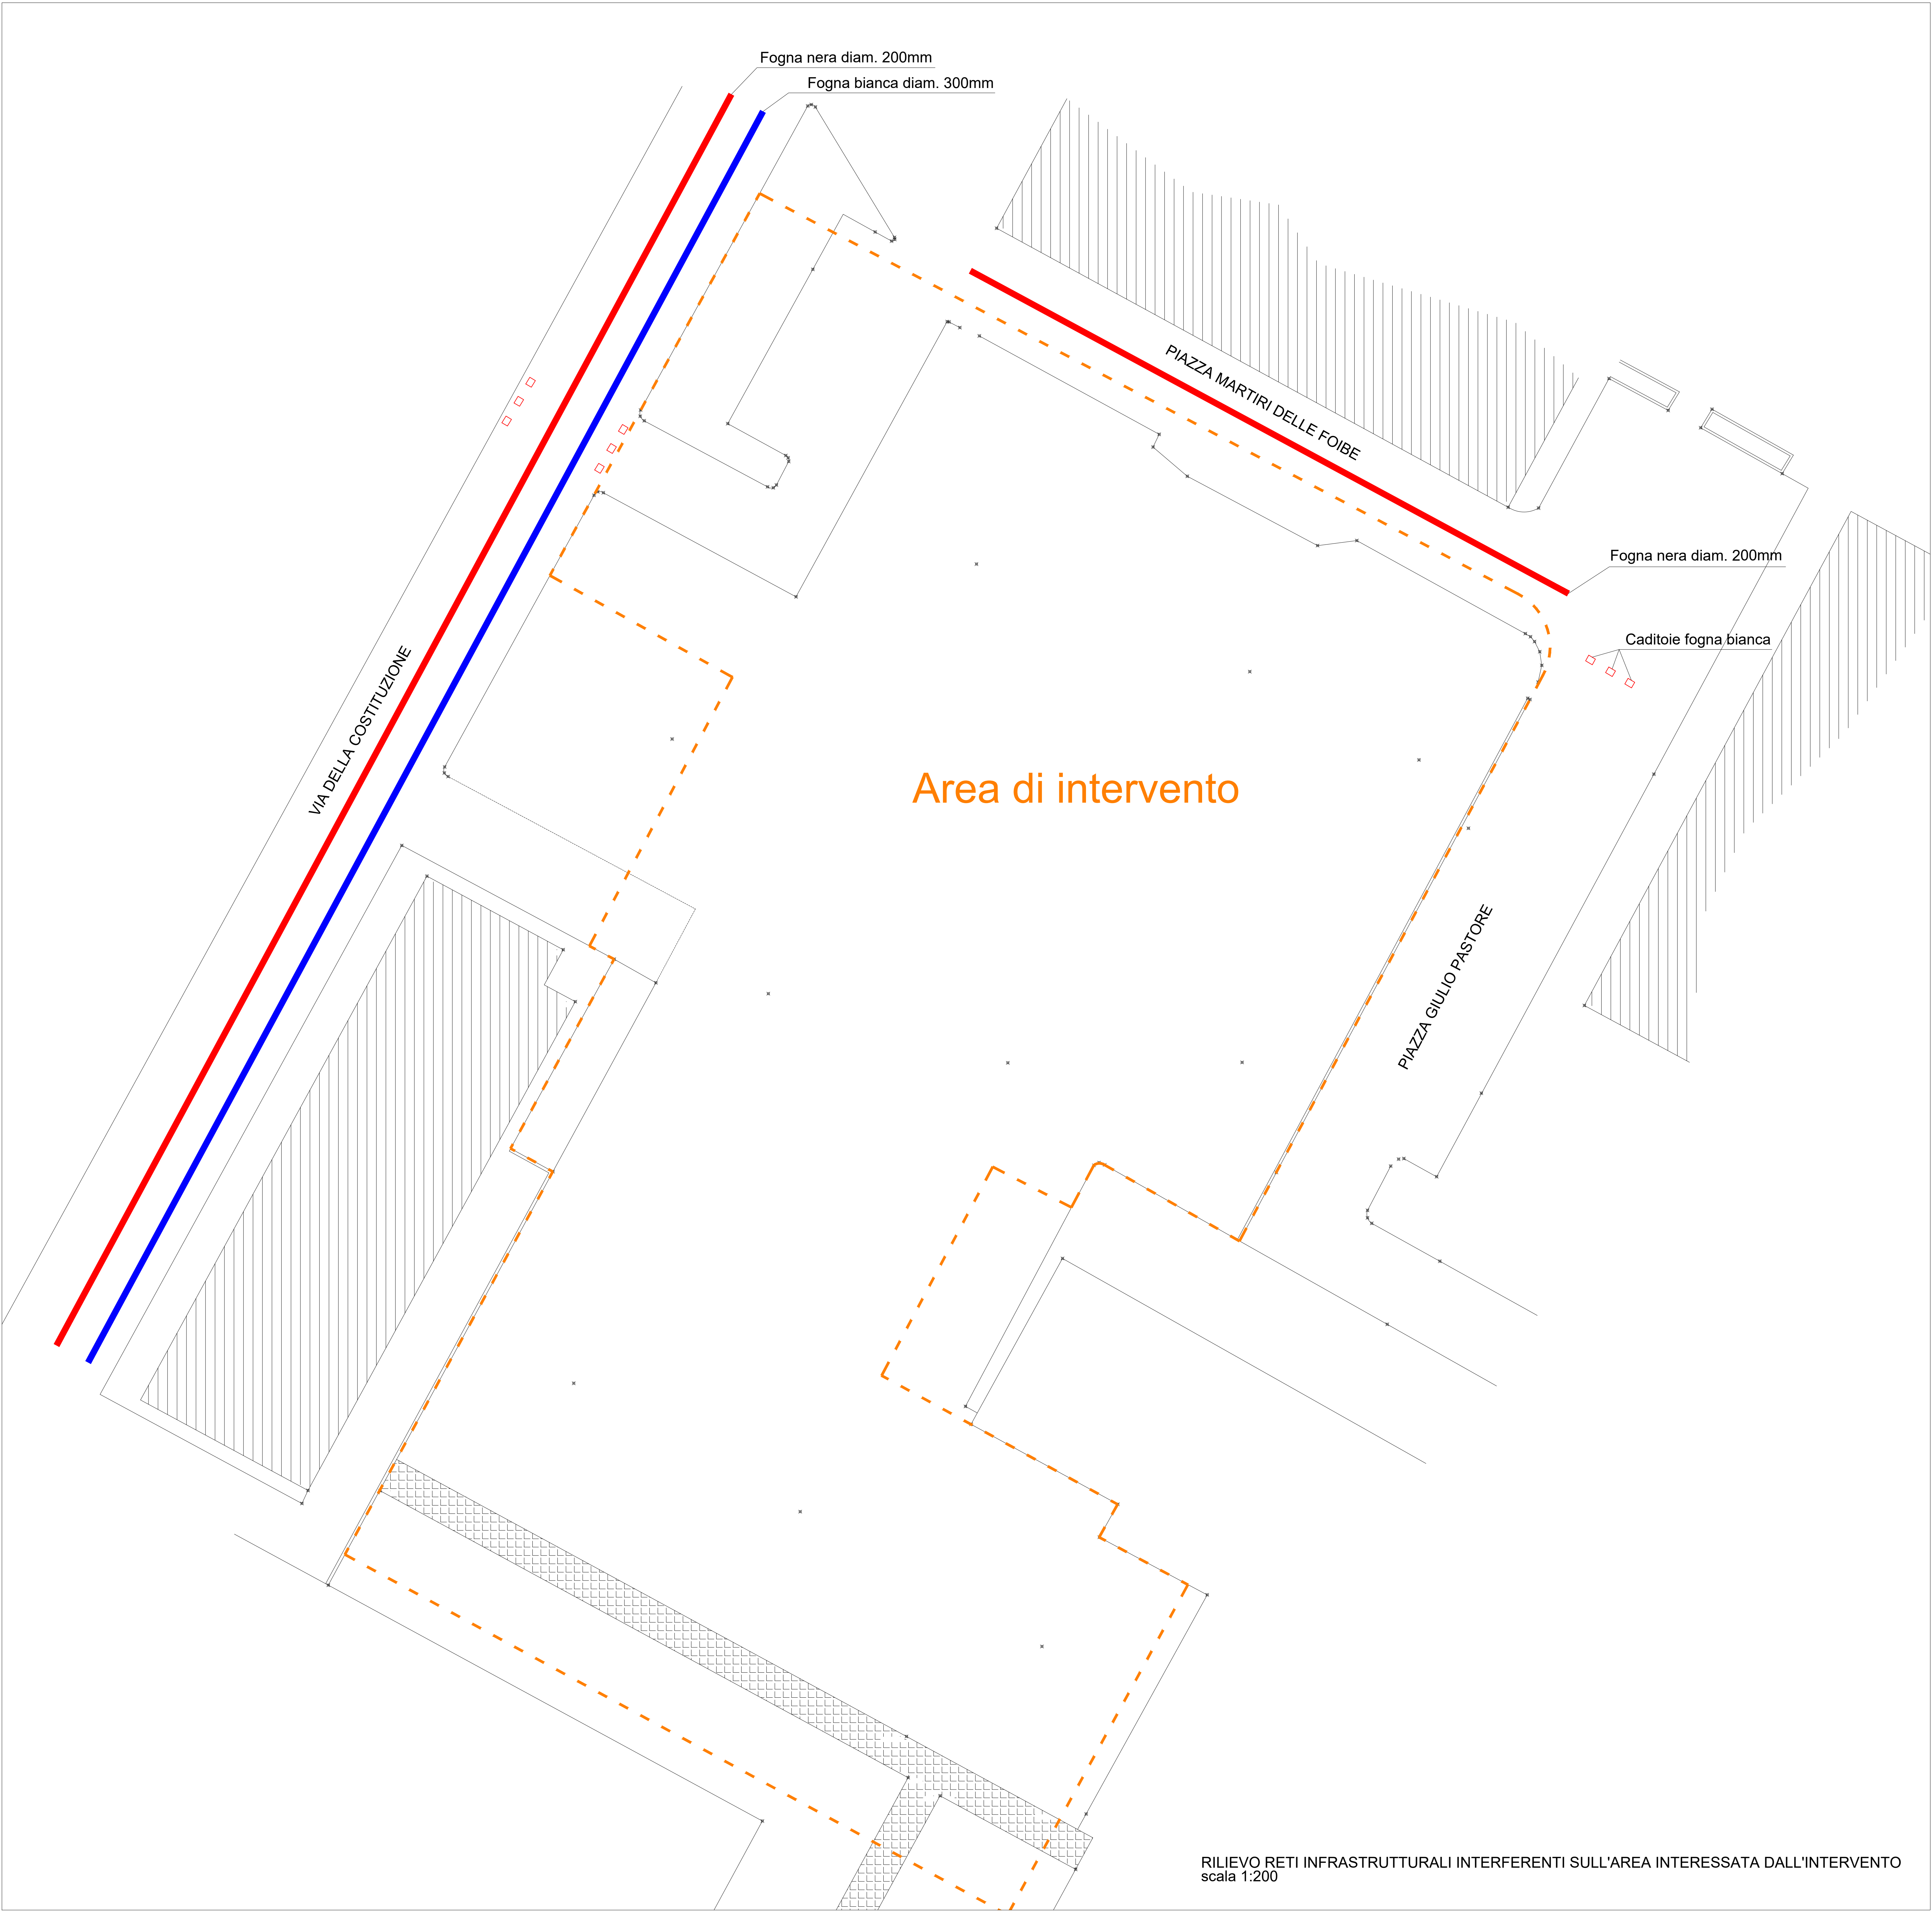 Fogna nera diam. 200mm
Fogna bianca diam. 300mm
PIAZZA MARTIRI DELLE FOIBE
Fogna nera diam. 200mm
Caditoie fogna bianca
VIA DELLA COSTITUZIONE
Area di intervento
PIAZZA GIULIO PASTORE
RILIEVO RETI INFRASTRUTTURALI INTERFERENTI SULL'AREA INTERESSATA DALL'INTERVENTO
scala 1:200